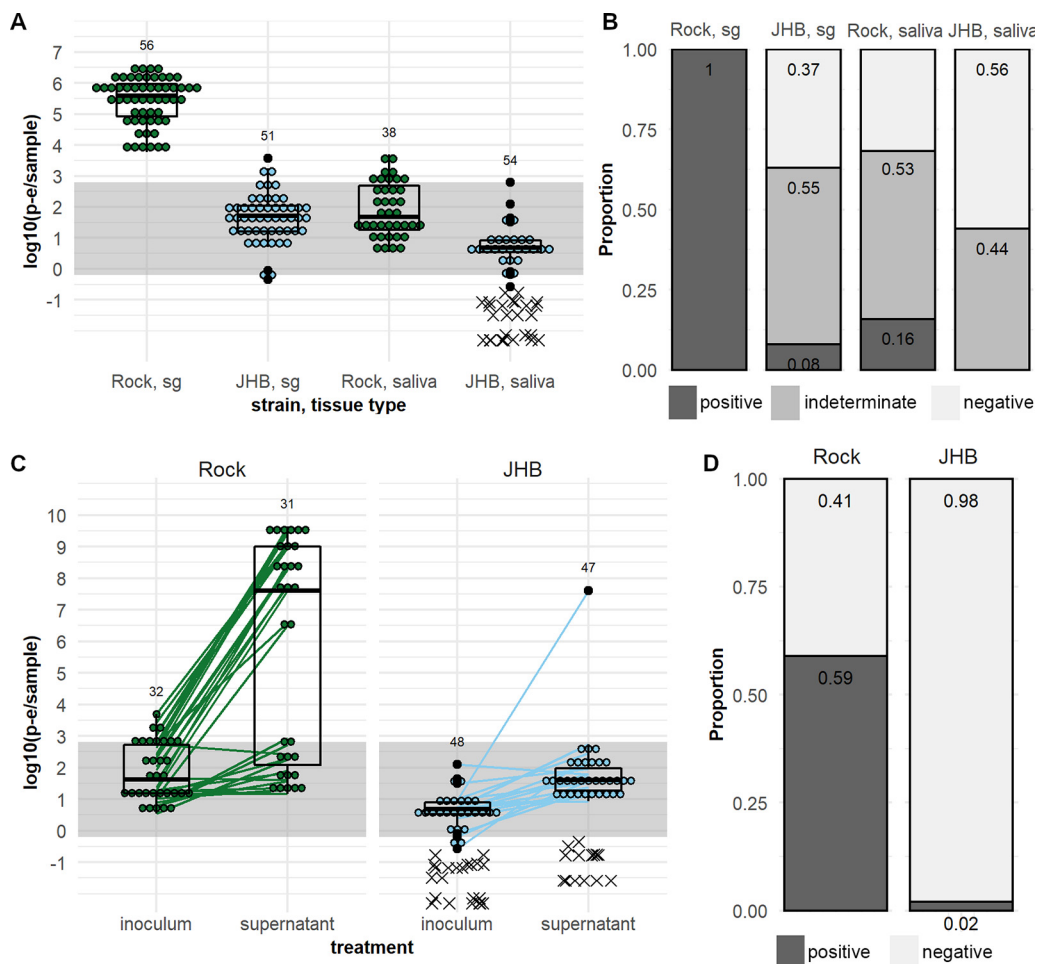 A
56
51
38
54
7
6
5
4
3
2
1
0
-1
log10(p-e/sample)
Rock, sg
JHB, sg
Rock, saliva
JHB, saliva
strain, tissue type
B
Rock, sg
JHB, sg
Rock, saliva
JHB, saliva
1.00
0.75
0.50
0.25
0.00
Proportion
1
0.37
0.55
0.08
0.53
0.16
0.56
0.44
positive
indeterminate
negative
C
Rock
JHB
10
9
8
7
6
5
4
3
2
1
0
-1
log10(p-e/sample)
32
31
48
47
inoculum
supernatant
inoculum
supernatant
treatment
D
Rock
JHB
1.00
0.75
0.50
0.25
0.00
Proportion
0.41
0.59
0.98
0.02
positive
negative